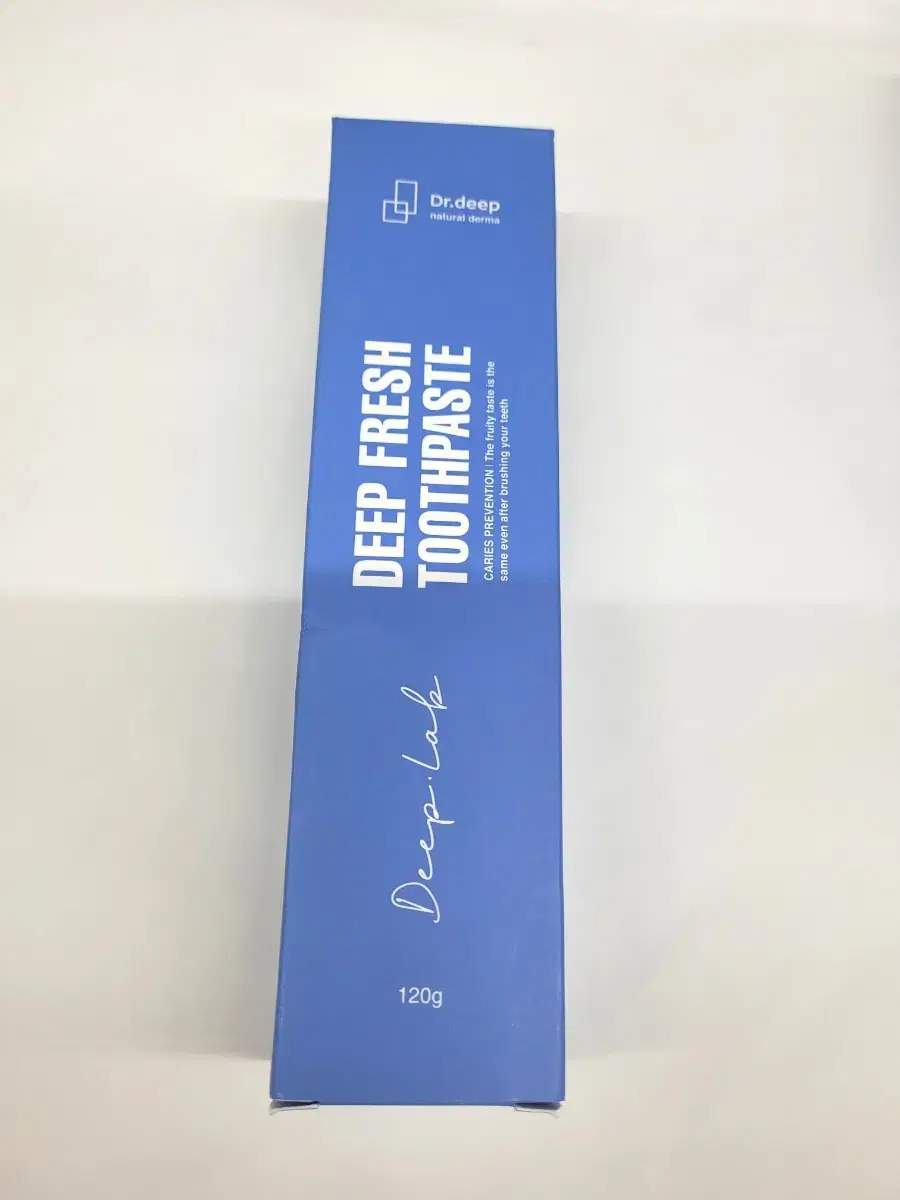 Dr.deep
natural derma
DEEP FRESH
TOOTHPASTE
CARIES PREVENTION | The fruity taste is the
same even after brushing your teeth
Deep.Lab
120g